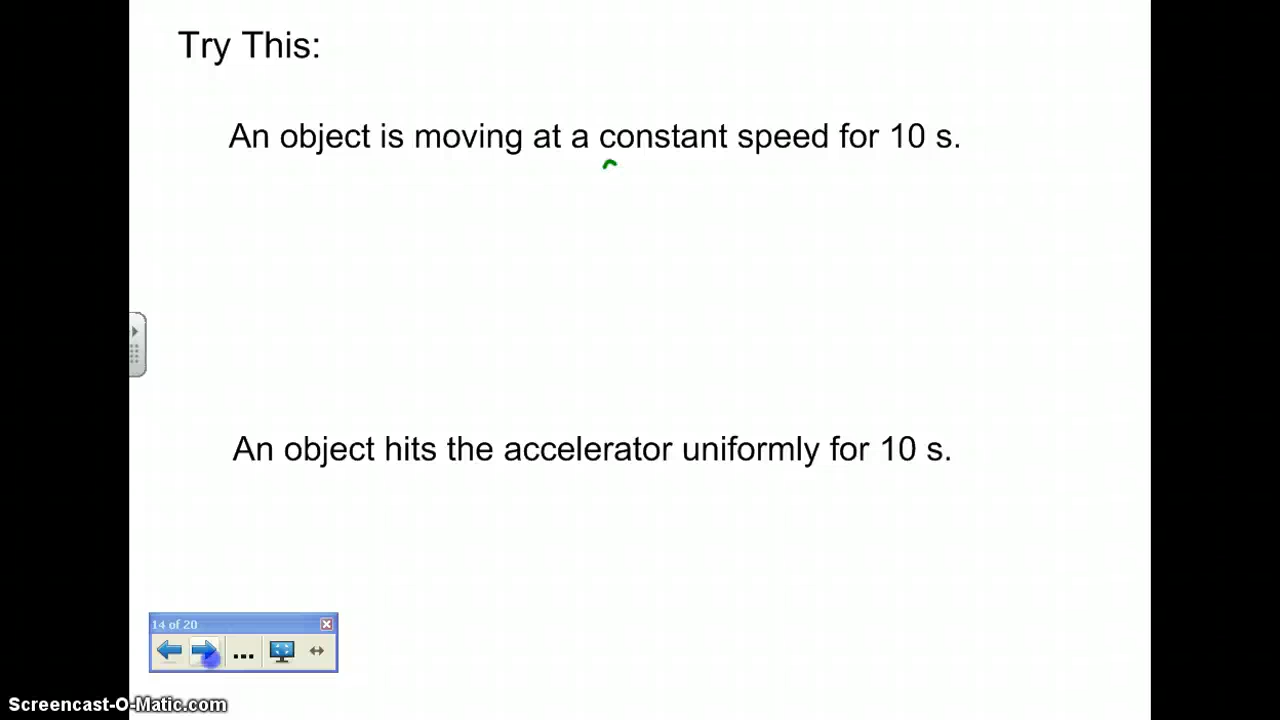 Try This:
An object is moving at a constant speed for 10 s.
An object hits the accelerator uniformly for 10 s.
14 of 20
...
Screencast-O-Matic.com